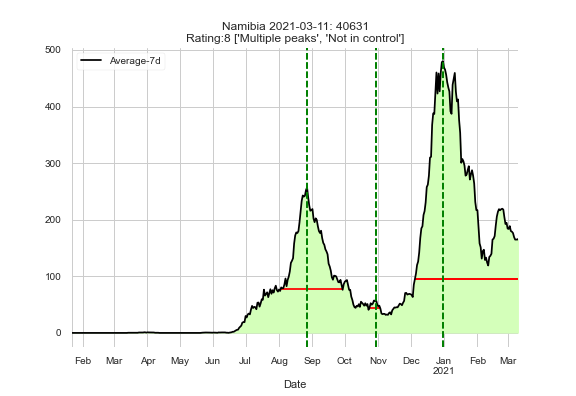 Namibia 2021-03-11: 40631
Rating:8 ['Multiple peaks', 'Not in control']
Average-7d
500
400
300
200
100
0
Feb Mar Apr May Jun Jul Aug Sep Oct Nov Dec Jan Feb Mar
2021
Date